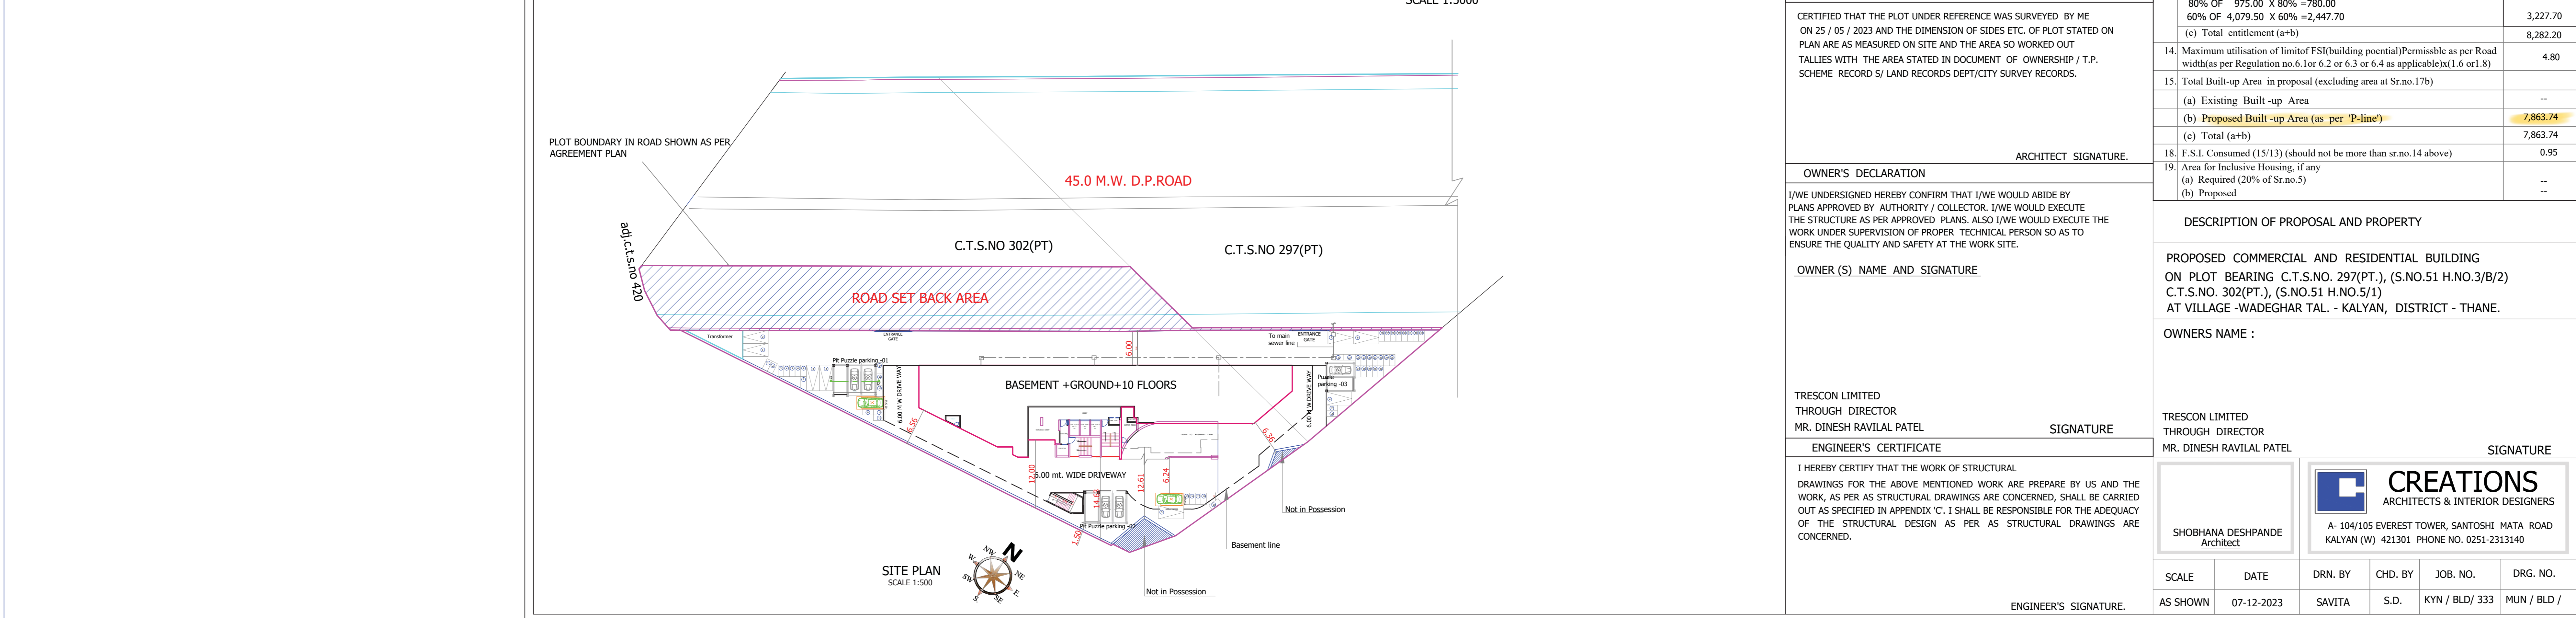 SCALE 1:5000
PLOT BOUNDARY IN ROAD SHOWN AS PER
AGREEMENT PLAN
45.0 M.W. D.P.ROAD
adj.c.t.s.no 420
C.T.S.NO 302(PT)
C.T.S.NO 297(PT)
ROAD SET BACK AREA
Transformer
ENTRANCE
GATE
6.00
To main
sewer line
ENTRANCE
GATE
Pit Puzzle parking -01
6.00 M W DRIVE WAY
BASEMENT +GROUND+10 FLOORS
6.00 M W DRIVE WAY
Puzzle
parking -03
6.56
6.36
12.00
6.00 mt. WIDE DRIVEWAY
12.61
6.24
Pit Puzzle parking -02
1.50
Not in Possession
Basement line
Not in Possession
SITE PLAN
SCALE 1:500
N
NW
W
SW
S
SE
E
NE
CERTIFIED THAT THE PLOT UNDER REFERENCE WAS SURVEYED BY ME
ON 25 / 05 / 2023 AND THE DIMENSION OF SIDES ETC. OF PLOT STATED ON
PLAN ARE AS MEASURED ON SITE AND THE AREA SO WORKED OUT
TALLIES WITH THE AREA STATED IN DOCUMENT OF OWNERSHIP / T.P.
SCHEME RECORD S/ LAND RECORDS DEPT/CITY SURVEY RECORDS.
ARCHITECT SIGNATURE.
OWNER'S DECLARATION
I/WE UNDERSIGNED HEREBY CONFIRM THAT I/WE WOULD ABIDE BY
PLANS APPROVED BY AUTHORITY / COLLECTOR. I/WE WOULD EXECUTE
THE STRUCTURE AS PER APPROVED PLANS. ALSO I/WE WOULD EXECUTE THE
WORK UNDER SUPERVISION OF PROPER TECHNICAL PERSON SO AS TO
ENSURE THE QUALITY AND SAFETY AT THE WORK SITE.
OWNER (S) NAME AND SIGNATURE
TRESCON LIMITED
THROUGH DIRECTOR
MR. DINESH RAVILAL PATEL
SIGNATURE
ENGINEER'S CERTIFICATE
I HEREBY CERTIFY THAT THE WORK OF STRUCTURAL
DRAWINGS FOR THE ABOVE MENTIONED WORK ARE PREPARE BY US AND THE
WORK, AS PER AS STRUCTURAL DRAWINGS ARE CONCERNED, SHALL BE CARRIED
OUT AS SPECIFIED IN APPENDIX 'C'. I SHALL BE RESPONSIBLE FOR THE ADEQUACY
OF THE STRUCTURAL DESIGN AS PER AS STRUCTURAL DRAWINGS ARE
CONCERNED.
ENGINEER'S SIGNATURE.
80% OF 975.00 X 80% =780.00
60% OF 4,079.50 X 60% =2,447.70 3,227.70
(c) Total entitlement (a+b) 8,282.20
14. Maximum utilisation of limitof FSI(building poential)Permissble as per Road
width(as per Regulation no.6.1or 6.2 or 6.3 or 6.4 as applicable)x(1.6 or1.8) 4.80
15. Total Built-up Area in proposal (excluding area at Sr.no.17b)
(a) Existing Built -up Area --
(b) Proposed Built -up Area (as per 'P-line') 7,863.74
(c) Total (a+b) 7,863.74
18. F.S.I. Consumed (15/13) (should not be more than sr.no.14 above) 0.95
19. Area for Inclusive Housing, if any
(a) Required (20% of Sr.no.5) --
(b) Proposed --
DESCRIPTION OF PROPOSAL AND PROPERTY
PROPOSED COMMERCIAL AND RESIDENTIAL BUILDING
ON PLOT BEARING C.T.S.NO. 297(PT.), (S.NO.51 H.NO.3/B/2)
C.T.S.NO. 302(PT.), (S.NO.51 H.NO.5/1)
AT VILLAGE -WADEGHAR TAL. - KALYAN, DISTRICT - THANE.
OWNERS NAME :
TRESCON LIMITED
THROUGH DIRECTOR
MR. DINESH RAVILAL PATEL
SIGNATURE
SHOBHANA DESHPANDE
Architect
CREATIONS
ARCHITECTS & INTERIOR DESIGNERS
A- 104/105 EVEREST TOWER, SANTOSHI MATA ROAD
KALYAN (W) 421301 PHONE NO. 0251-2313140
SCALE DATE DRN. BY CHD. BY JOB. NO. DRG. NO.
AS SHOWN 07-12-2023 SAVITA S.D. KYN / BLD/ 333 MUN / BLD /